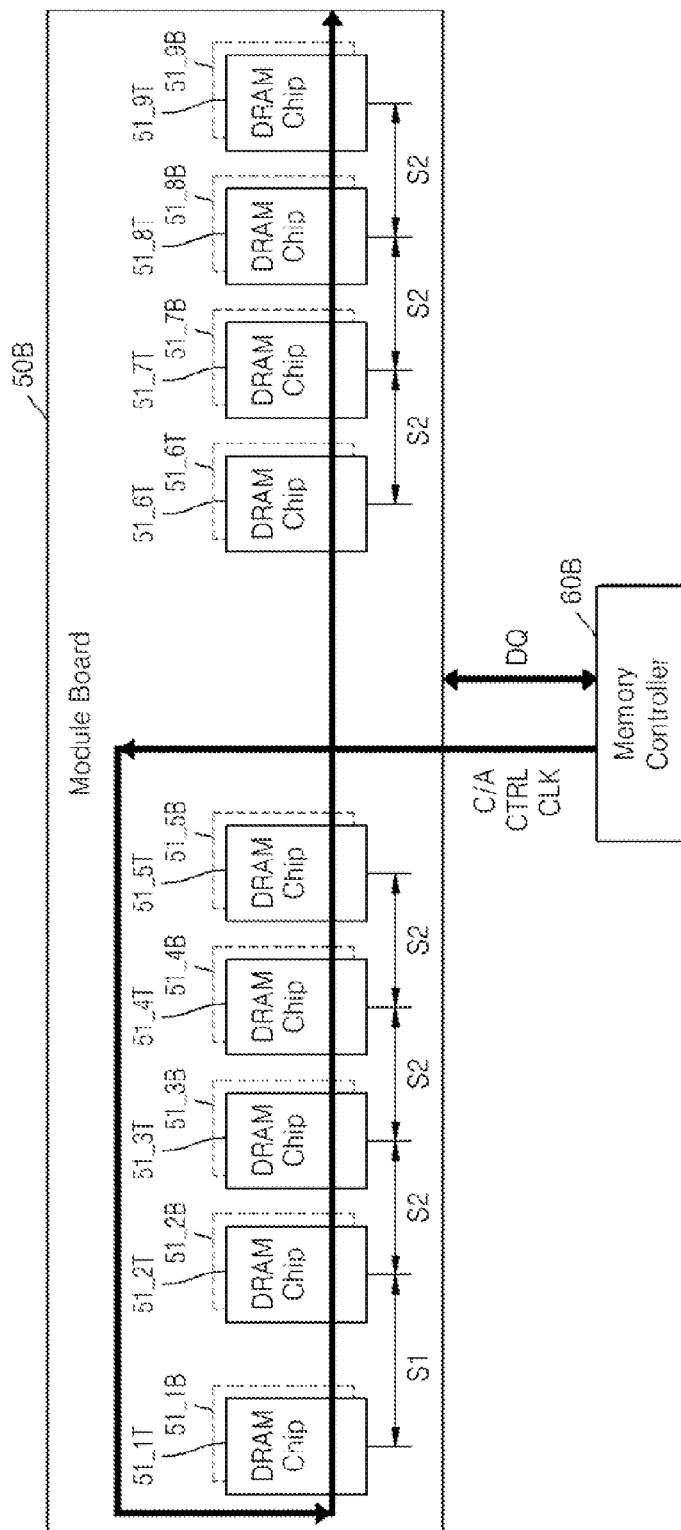 50B
Module Board
51_1T
51_1B
51_2T
51_2B
51_3T
51_3B
51_4T
51_4B
51_5T
51_5B
51_6T
51_6T
51_7T
51_7B
51_8T
51_8B
51_9T
51_9B
DRAM
Cnip
DRAM
Chip
DRAM
Chip
DRAM
Chip
DRAM
Chip
DRAM
Chip
DRAM
Chip
DRAM
Chip
DRAM
Chip
S1
S2
S2
S2
S2
S2
S2
C/A
CTRL
CLK
DQ
60B
Memory
Controller